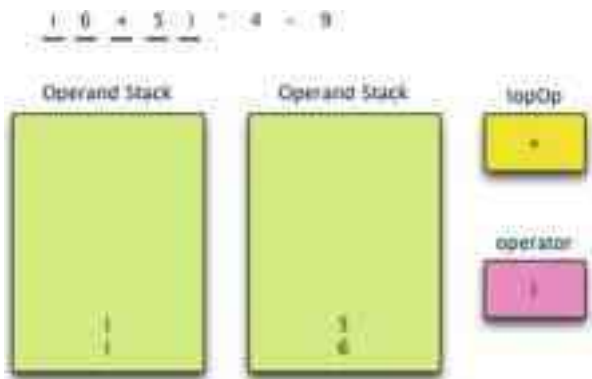 ( 6 + 5 ) * 4 - 9
Operand Stack Operand Stack topOp
+
operator
)
5
6